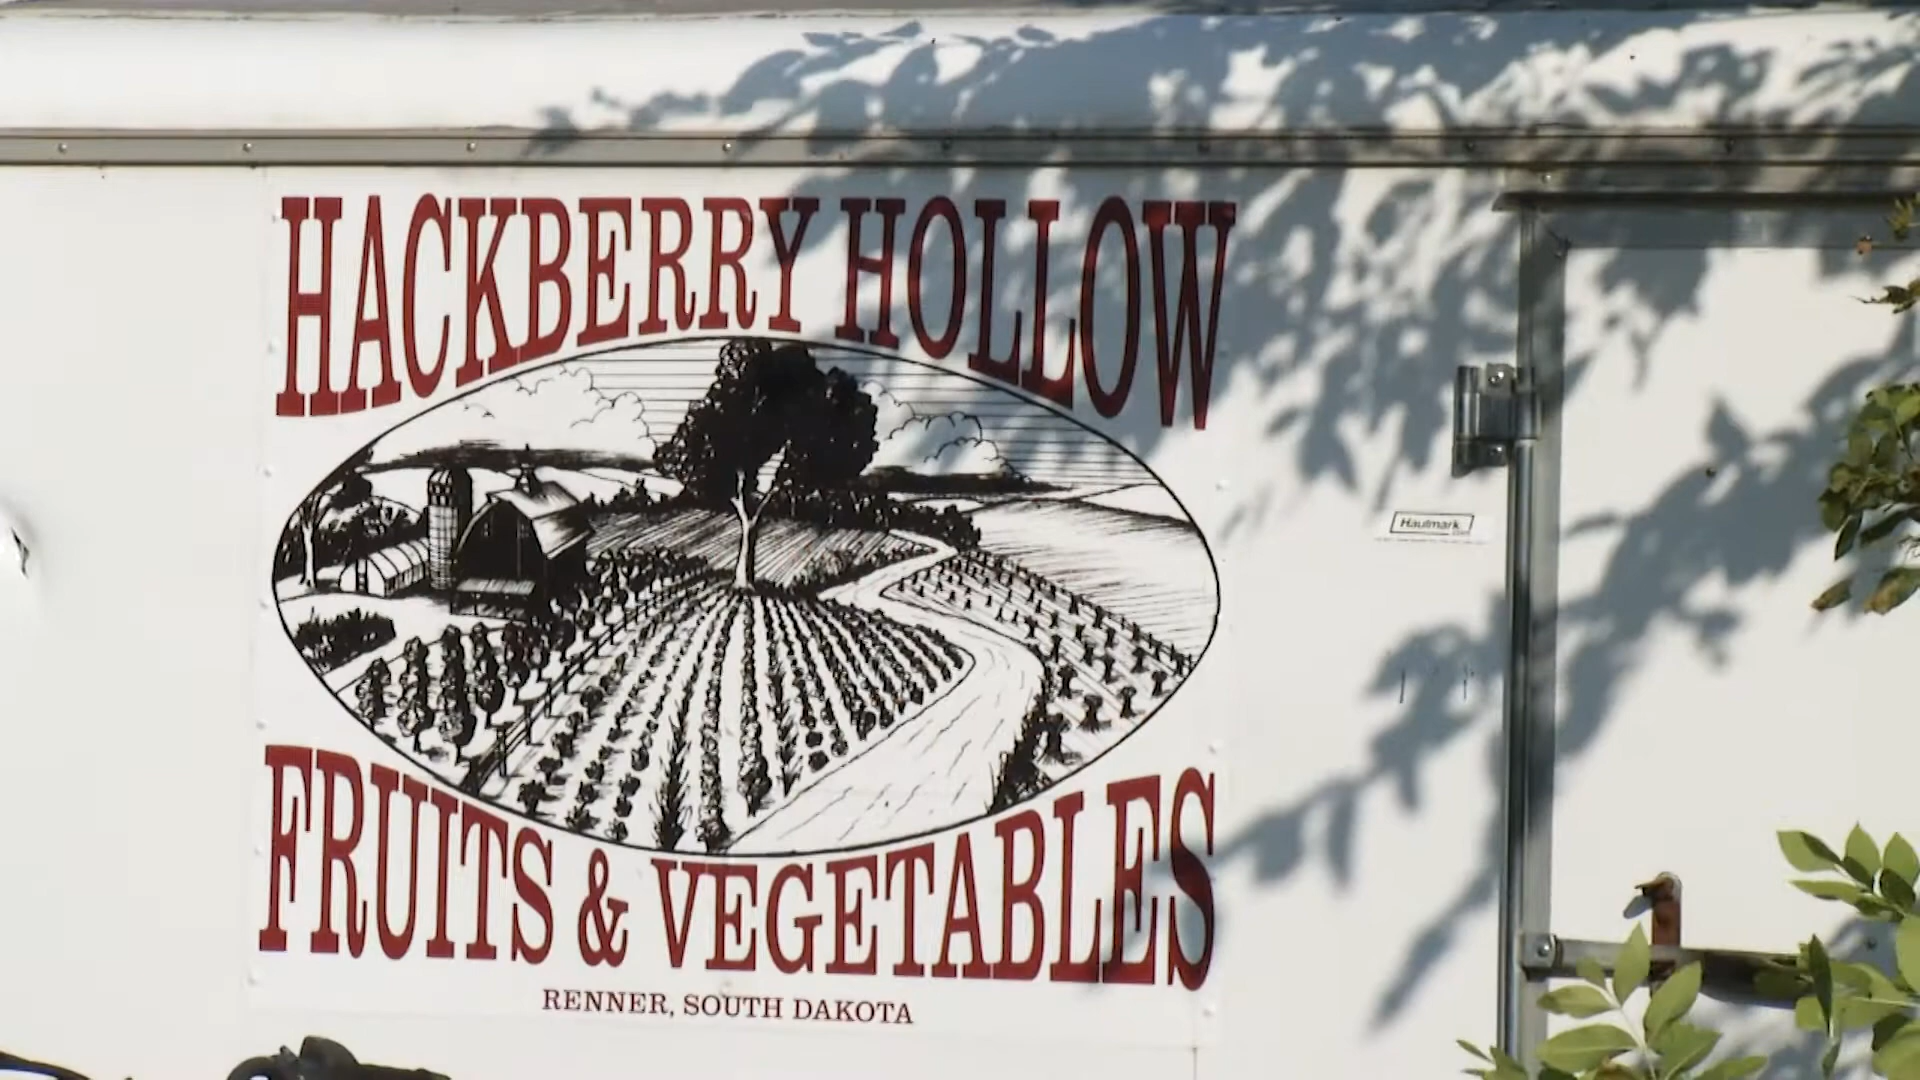 HACKBERRY HOLLOW
FRUITS & VEGETABLES
RENNER, SOUTH DAKOTA
Haulmark